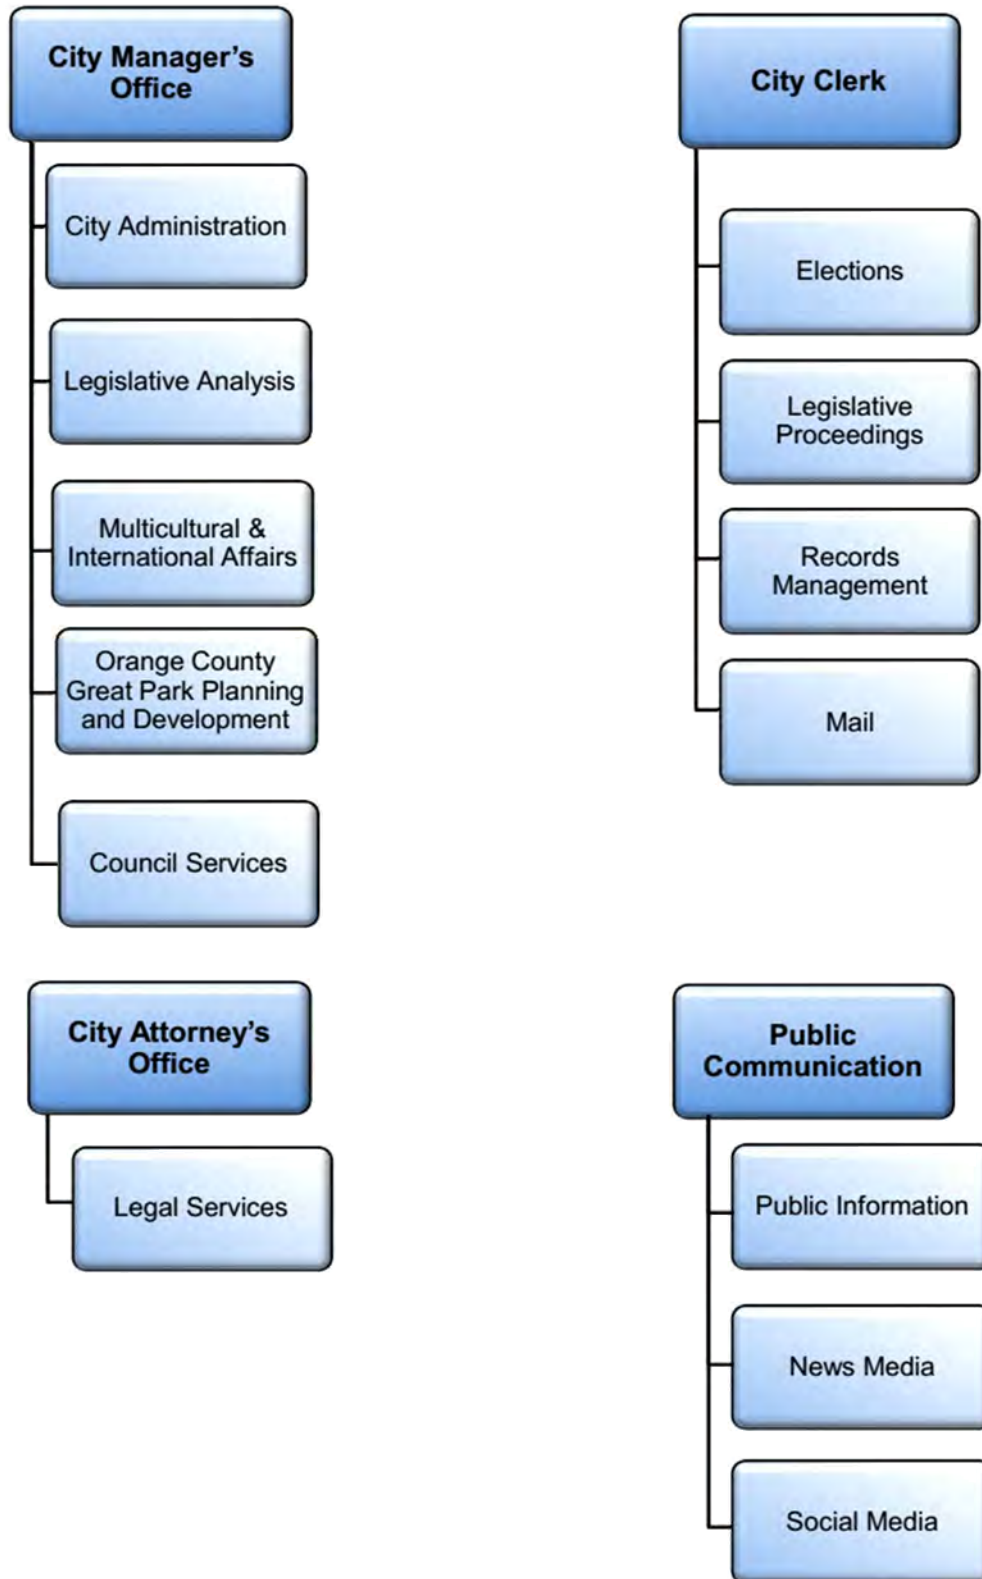 City Manager’s
Office
City Administration
Legislative Analysis
Multicultural &
International Affairs
Orange County
Great Park Planning
and Development
Council Services
City Clerk
Elections
Legislative
Proceedings
Records
Management
Mail
City Attorney’s
Office
Legal Services
Public
Communication
Public Information
News Media
Social Media